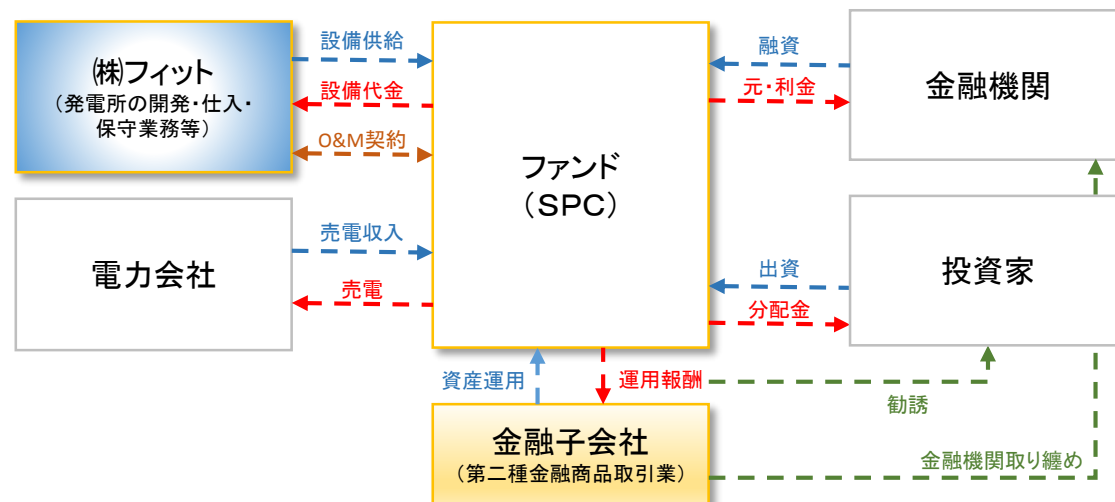 ㈱フィット
（発電所の開発・仕入・
保守業務等）
設備供給
設備代金
O&M契約
電力会社
売電収入
売電
ファンド
（SPC）
融資
元・利金
金融機関
出資
分配金
投資家
資産運用
運用報酬
勧誘
金融子会社
（第二種金融商品取引業）
金融機関取り纏め